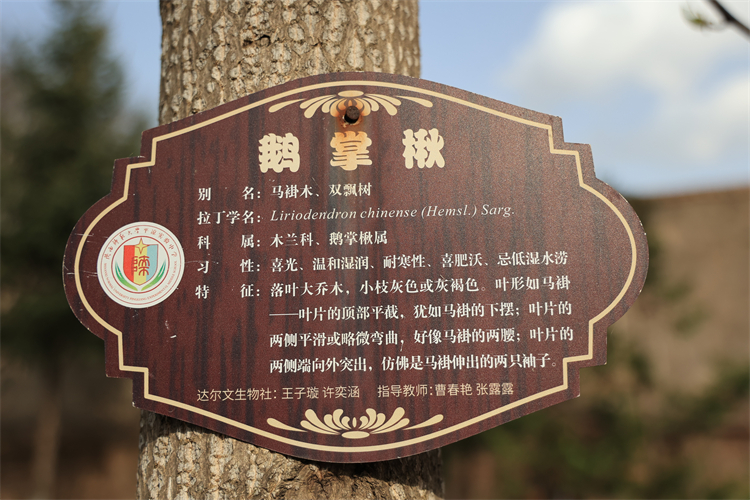 鹅掌楸
别 名：马褂木、双飘树
拉丁学名：Liriodendron chinense (Hemsl.) Sarg.
科 属：木兰科、鹅掌楸属
习 性：喜光、温和湿润、耐寒性、喜肥沃、忌低湿水涝
特 征：落叶大乔木，小枝灰色或灰褐色。叶形如马褂
——叶片的顶部平截，犹如马褂的下摆；叶片的
两侧平滑或略微弯曲，好像马褂的两腰；叶片的
两侧端向外突出，仿佛是马褂伸出的两只袖子。
达尔文生物社：王子璇 许奕涵 指导教师：曹春艳 张露露